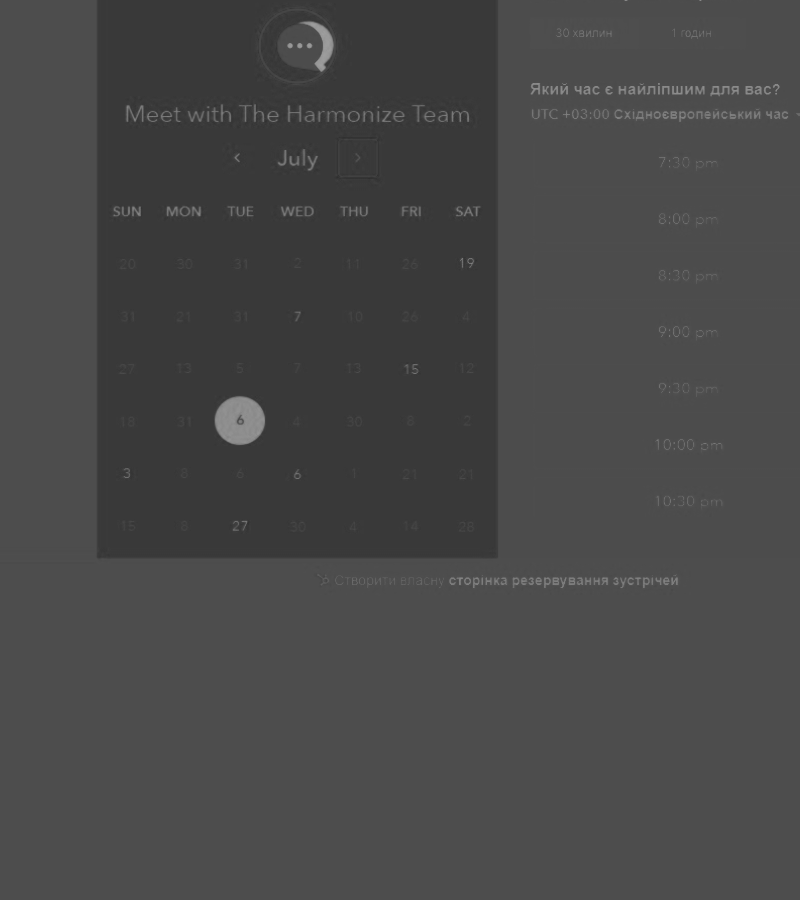 Meet with The Harmonize Team
July
SUN MON TUE WED THU FRI SAT
20 30 31 2 11 26 19
31 21 31 7 10 26 4
27 13 5 7 13 15 12
18 31 6 4 30 6 2
3 8 6 6 1 21 21
15 8 27 30 4 14 28
30 хвилин 1 годин
Який час є найліпшим для вас?
UTC +03:00 Східноєвропейський час
7:30 pm
8:00 pm
8:30 pm
9:00 pm
9:30 pm
10:00 pm
10:30 pm
Створити власну сторінка резервування зустрічей